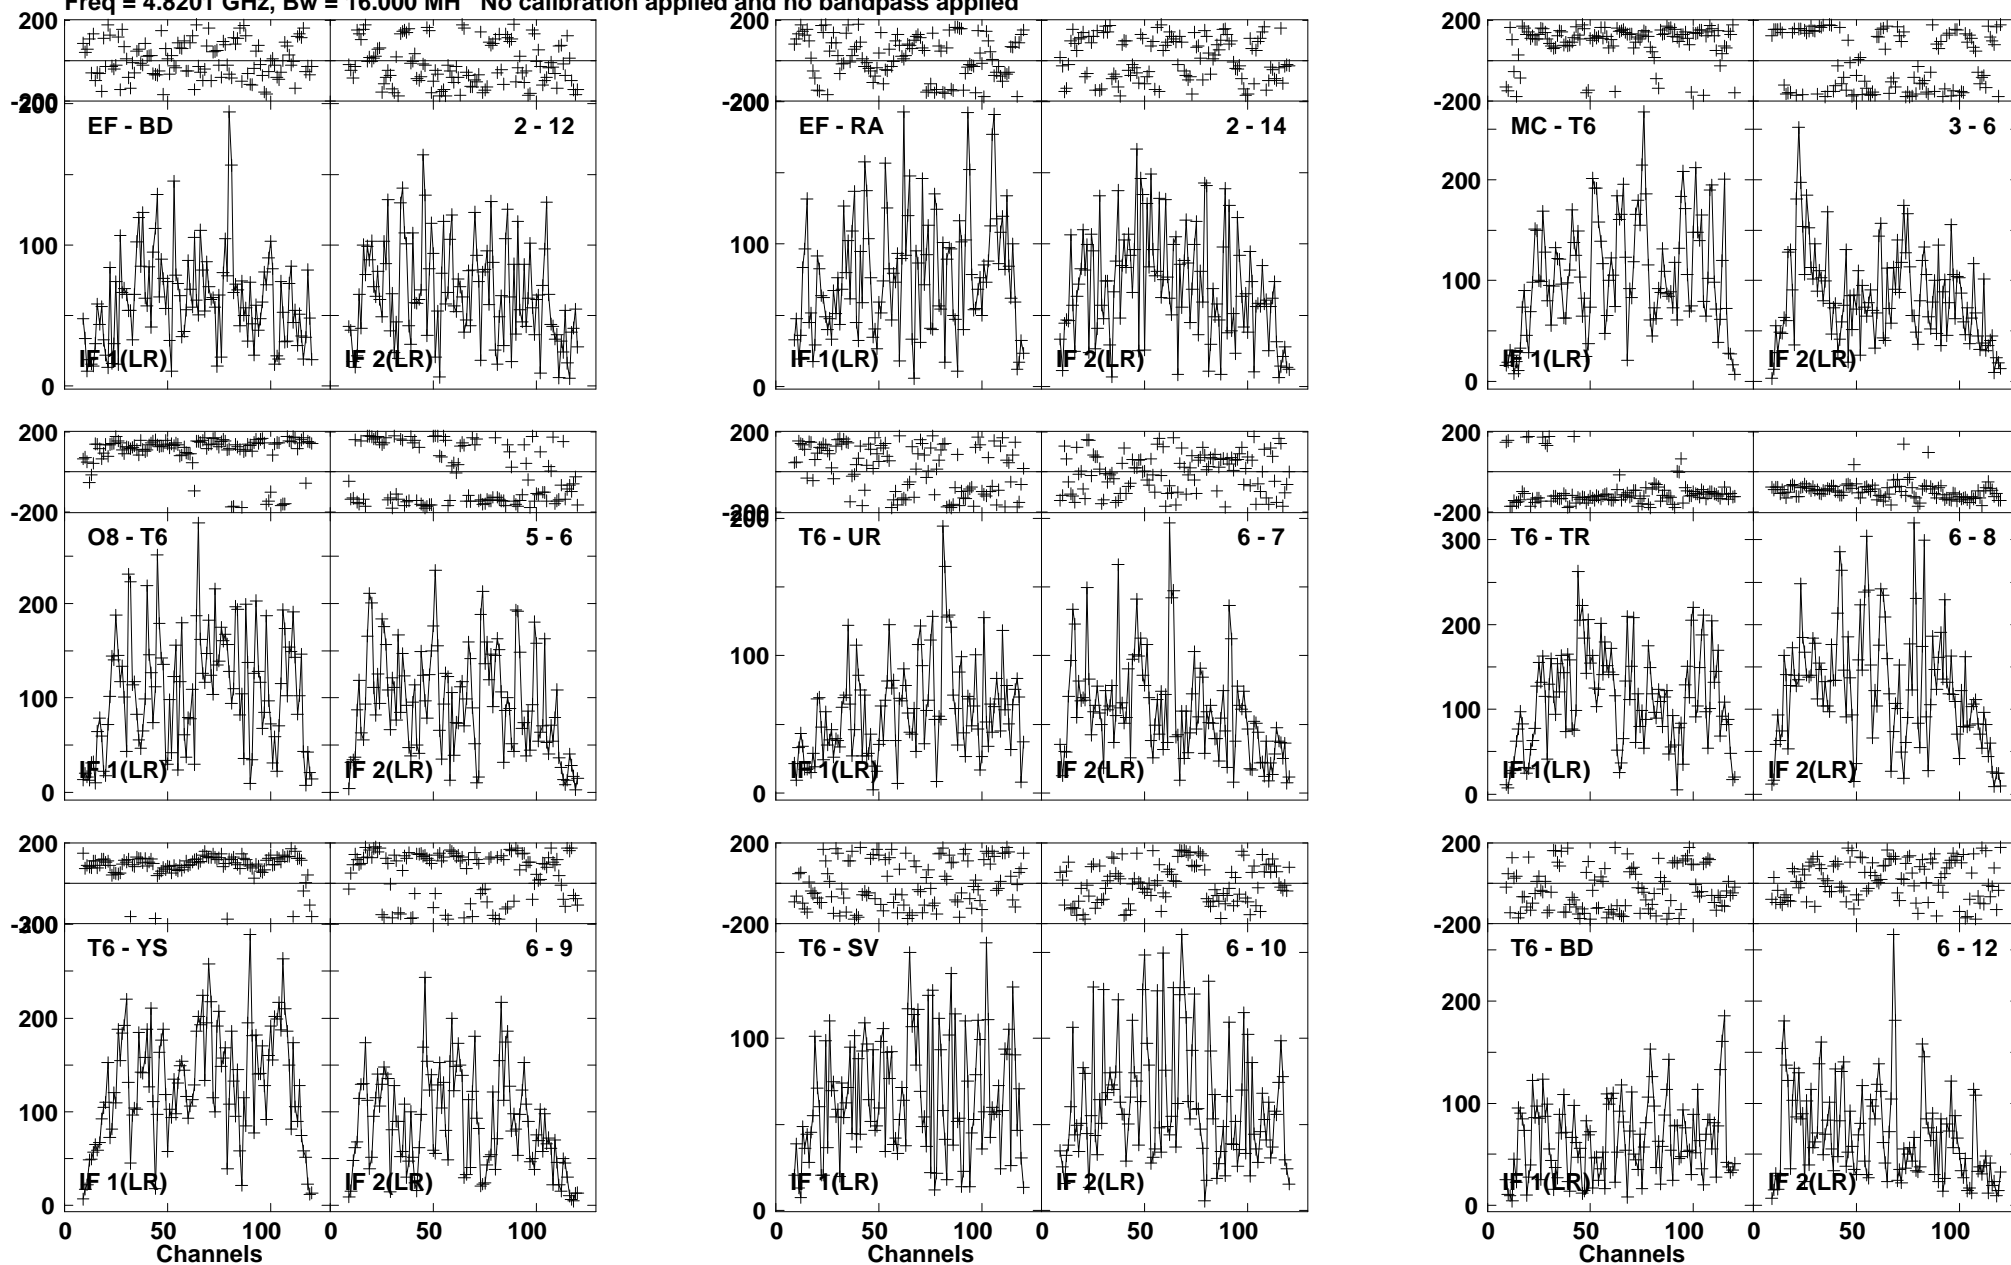 Freq = 4.8201 GHz, Bw = 16.000 MH No calibration applied and no bandpass applied
200 200 200
-200 -200 -200
200
EF - BD 2 - 12 EF - RA 2 - 14 MC - T6 3 - 6
200
100 100 100
IF 1(LR) IF 2(LR) IF 1(LR) IF 2(LR) IF 1(LR) IF 2(LR)
0 0 0
200 200 200
-200 -200 -200
200
O8 - T6 5 - 6 T6 - UR 6 - 7 T6 - TR 6 - 8
300
200 200
100 100 100
IF 1(LR) IF 2(LR) IF 1(LR) IF 2(LR) IF 1(LR) IF 2(LR)
0 0 0
200 200 200
-200 -200 -200
300
T6 - YS 6 - 9 T6 - SV 6 - 10 T6 - BD 6 - 12
200 200
100 100 100
IF 1(LR) IF 2(LR) IF 1(LR) IF 2(LR) IF 1(LR) IF 2(LR)
0 0 0
0 50 100 0 50 100 0 50 100 0 50 100 0 50 100 0 50 100
Channels Channels Channels